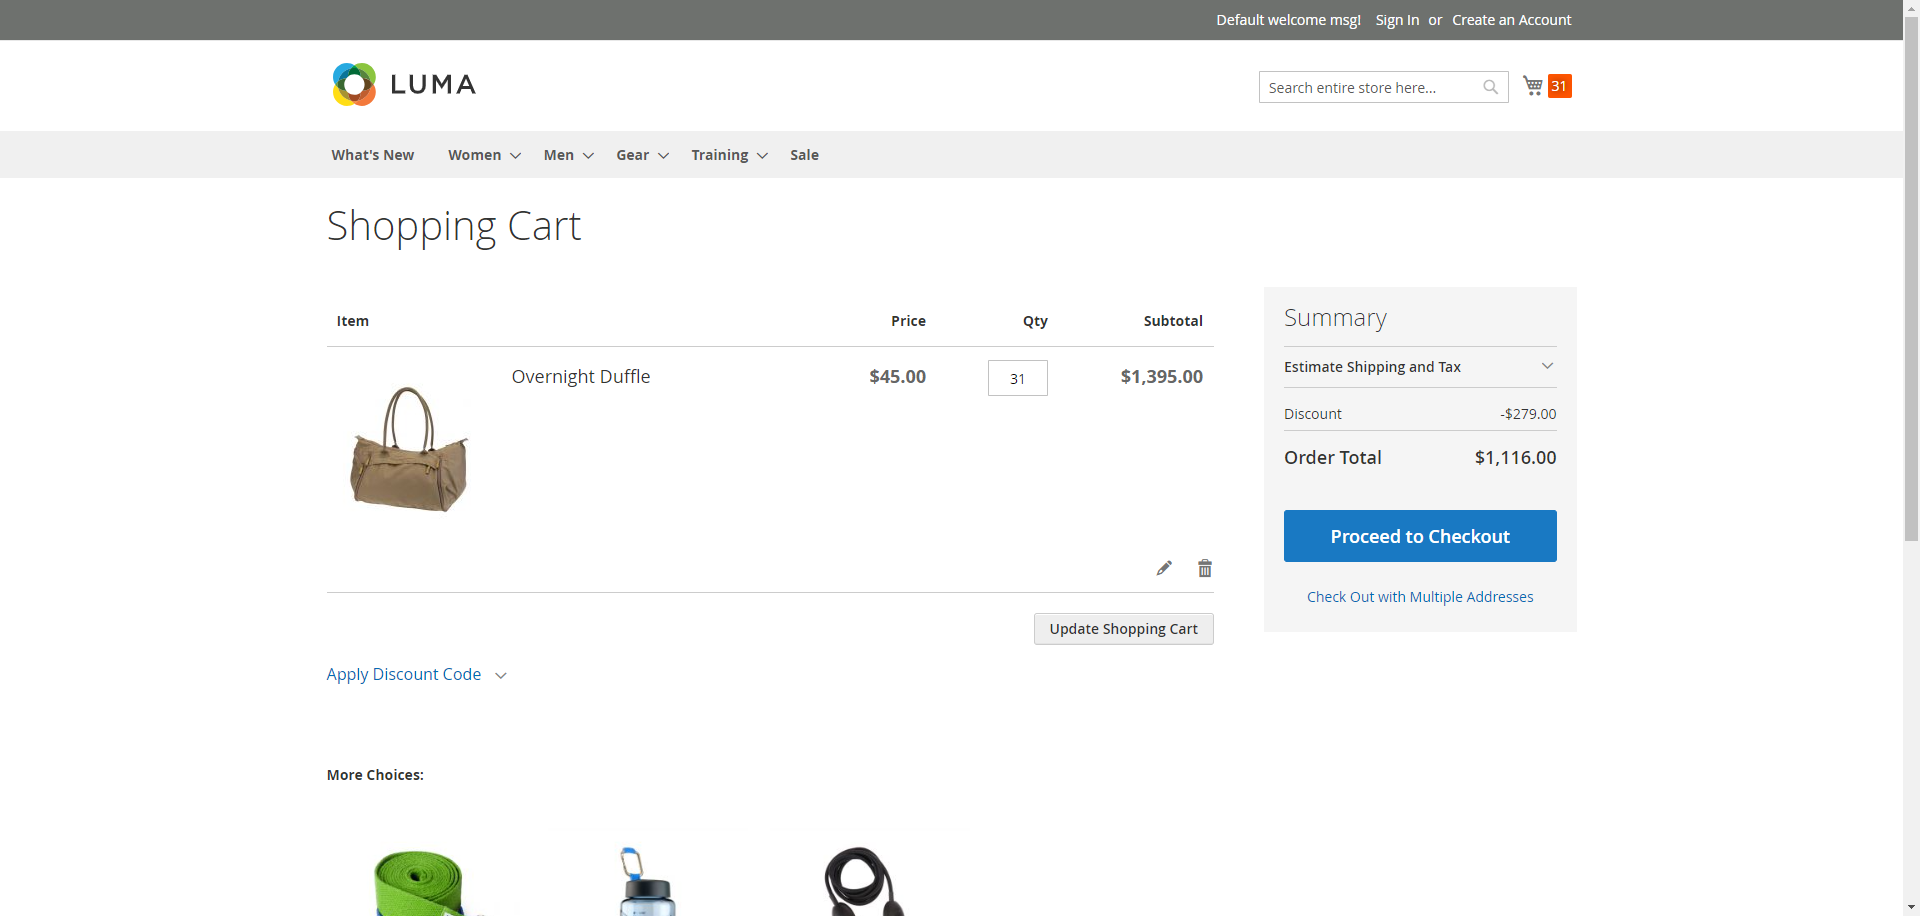 Default welcome msg! Sign In or Create an Account
LUMA
Search entire store here...
31
What's New Women Men Gear Training Sale
Shopping Cart
Item Price Qty Subtotal
Overnight Duffle $45.00 31 $1,395.00
Update Shopping Cart
Apply Discount Code
Summary
Estimate Shipping and Tax
Discount -$279.00
Order Total $1,116.00
Proceed to Checkout
Check Out with Multiple Addresses
More Choices: